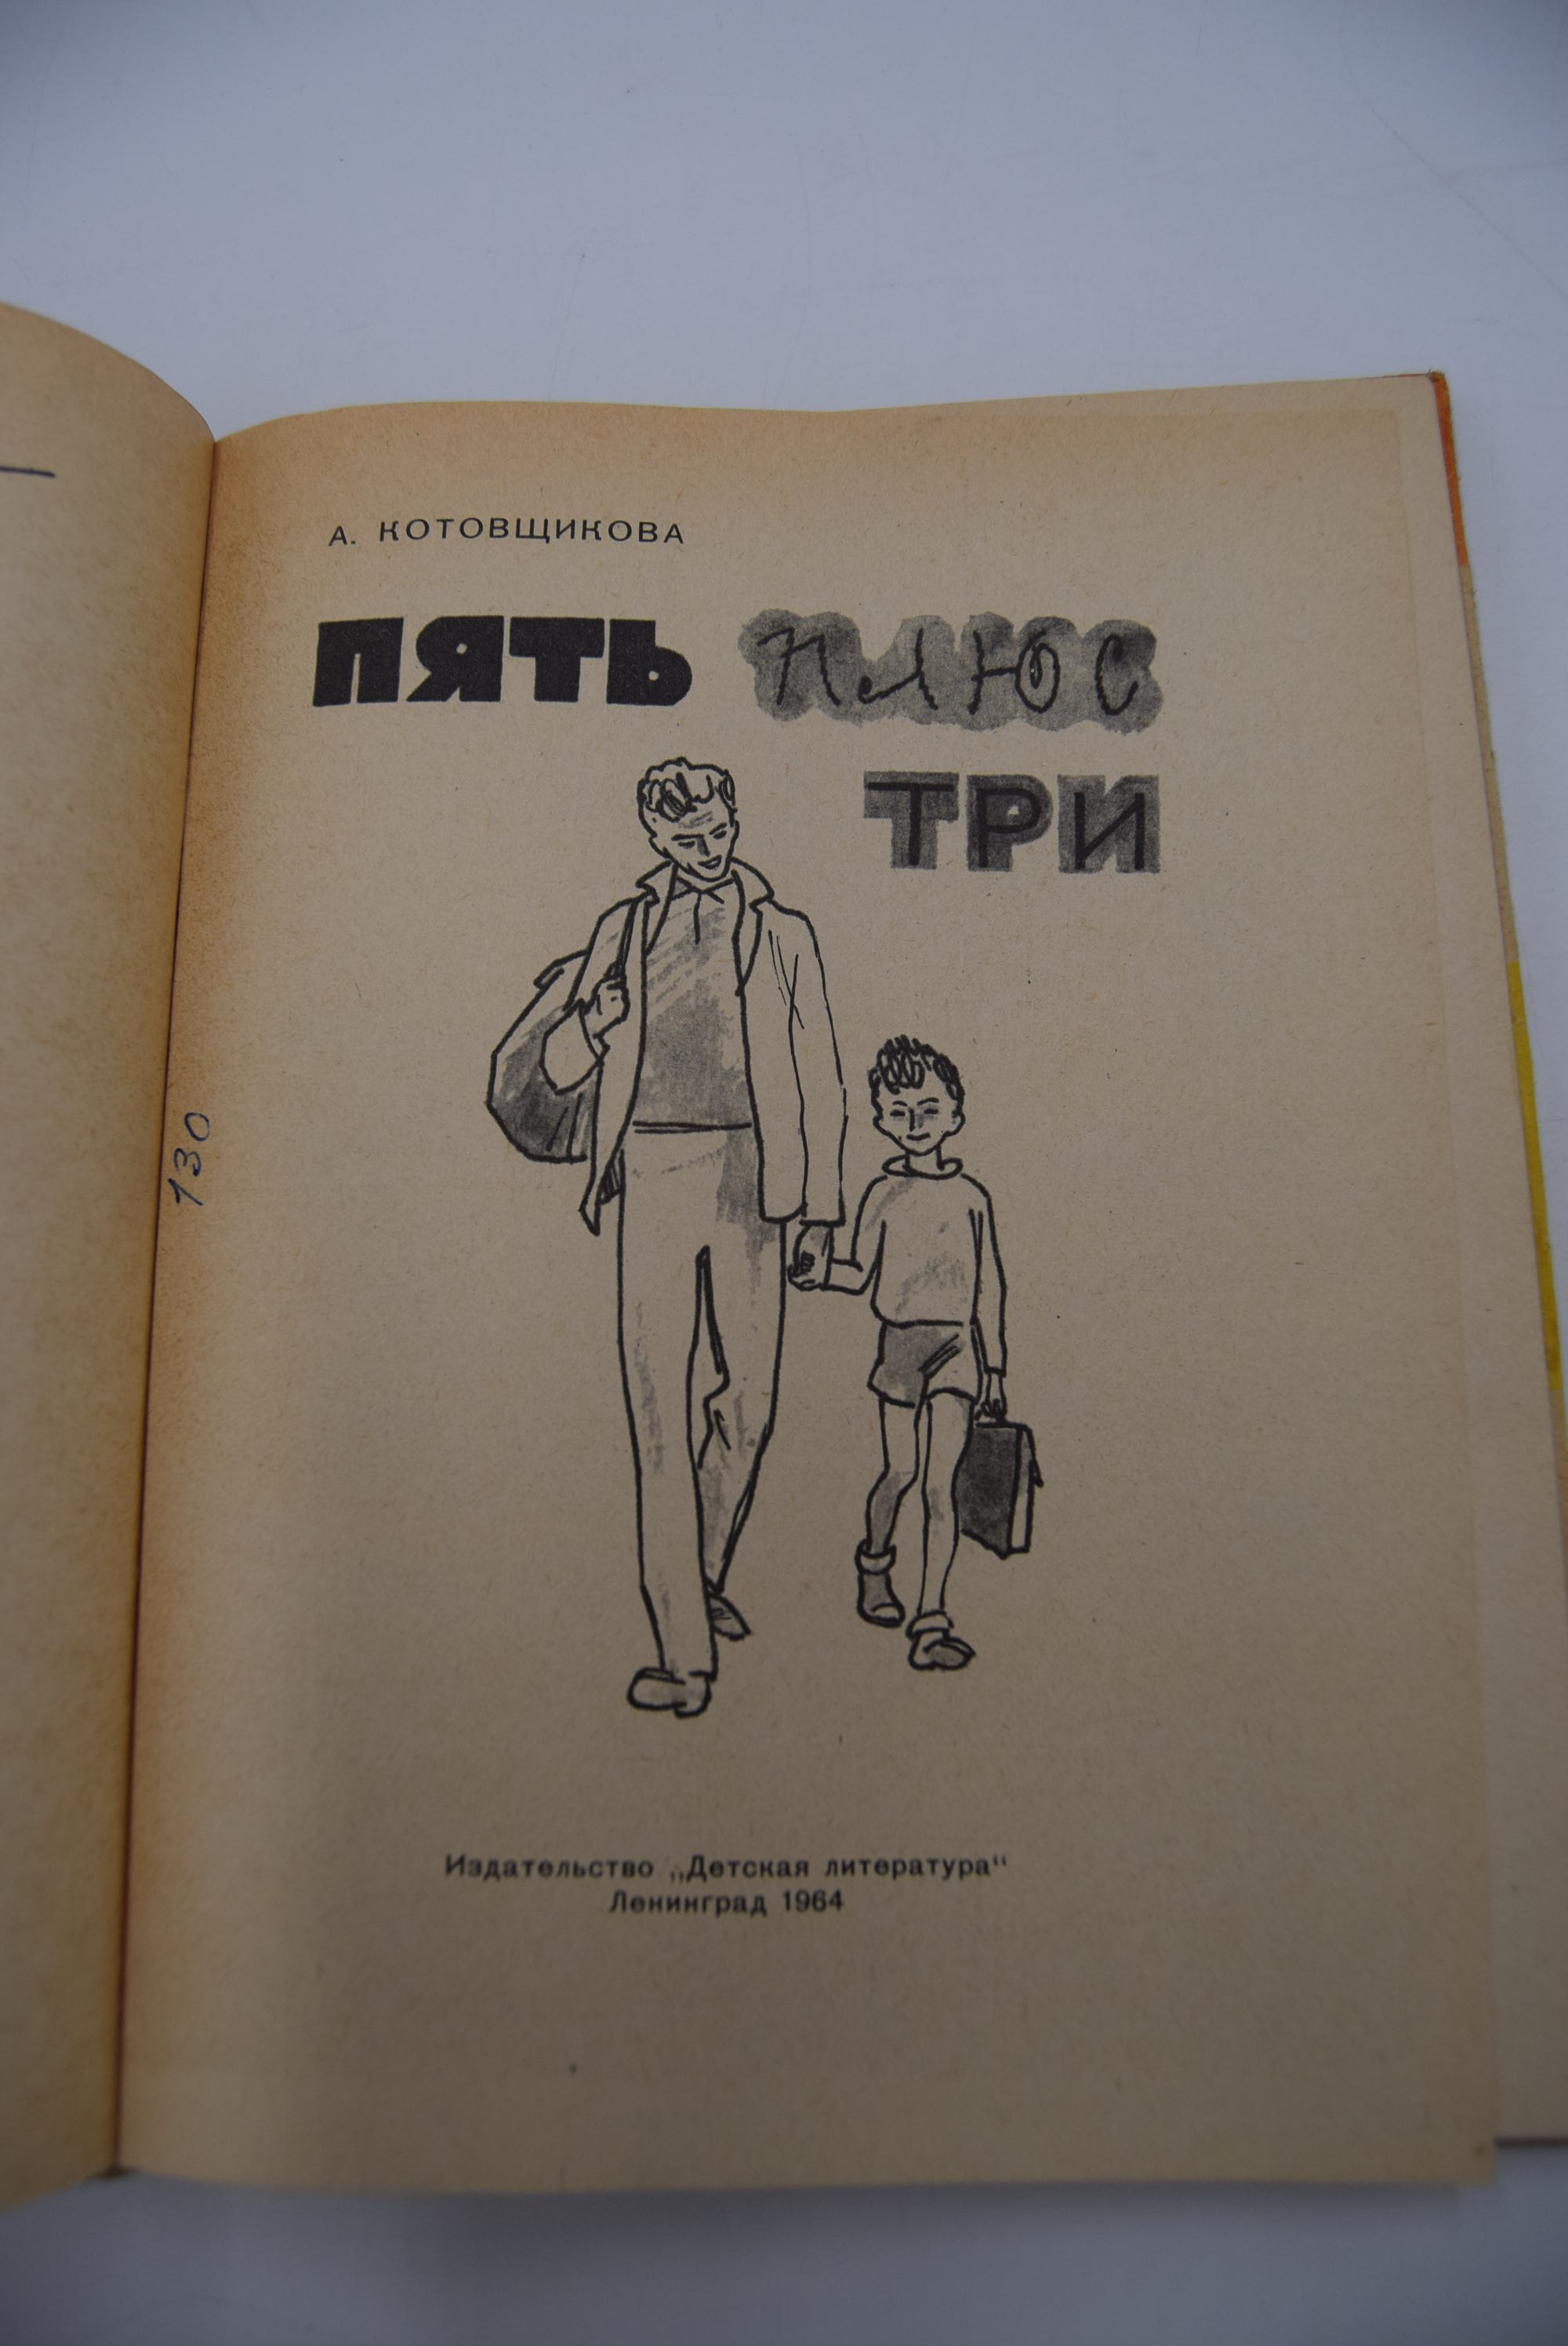 А. КОТОВЩИКОВА
ПЯТЬ ПЛЮС
ТРИ
130
Издательство „Детская литература“
Ленинград 1964